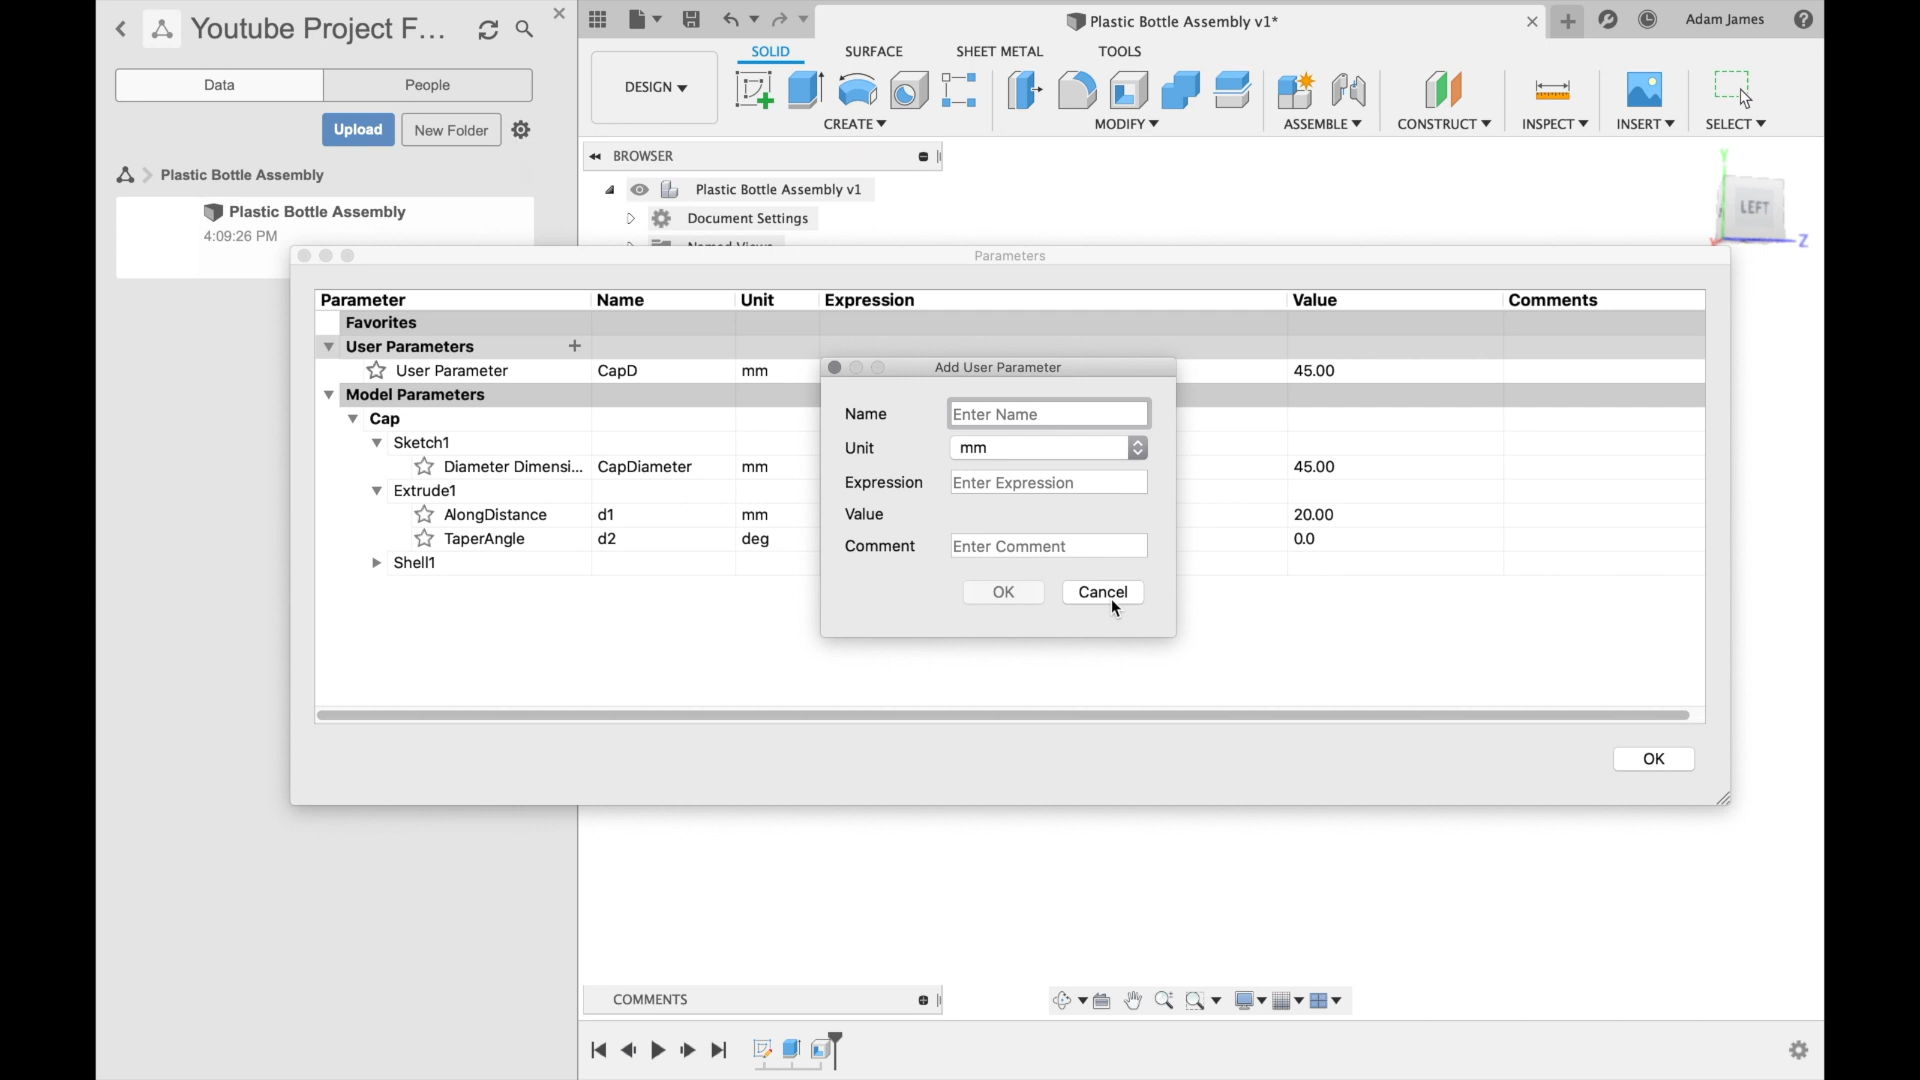 Youtube Project F...
Data
People
Upload
New Folder
Plastic Bottle Assembly
Plastic Bottle Assembly
4:09:26 PM
Plastic Bottle Assembly v1*
Adam James
DESIGN
SOLID
SURFACE
SHEET METAL
TOOLS
CREATE
MODIFY
ASSEMBLE
CONSTRUCT
INSPECT
INSERT
SELECT
BROWSER
Plastic Bottle Assembly v1
Document Settings
Named Views
Y
LEFT
Z
Parameters
Parameter Name Unit Expression Value Comments
Favorites
User Parameters +
User Parameter CapD mm 45.00
Model Parameters
Cap
Sketch1
Diameter Dimensi... CapDiameter mm 45.00
Extrude1
AlongDistance d1 mm 20.00
TaperAngle d2 deg 0.0
Shell1
Add User Parameter
Name Enter Name
Unit mm
Expression Enter Expression
Value
Comment Enter Comment
OK Cancel
OK
COMMENTS